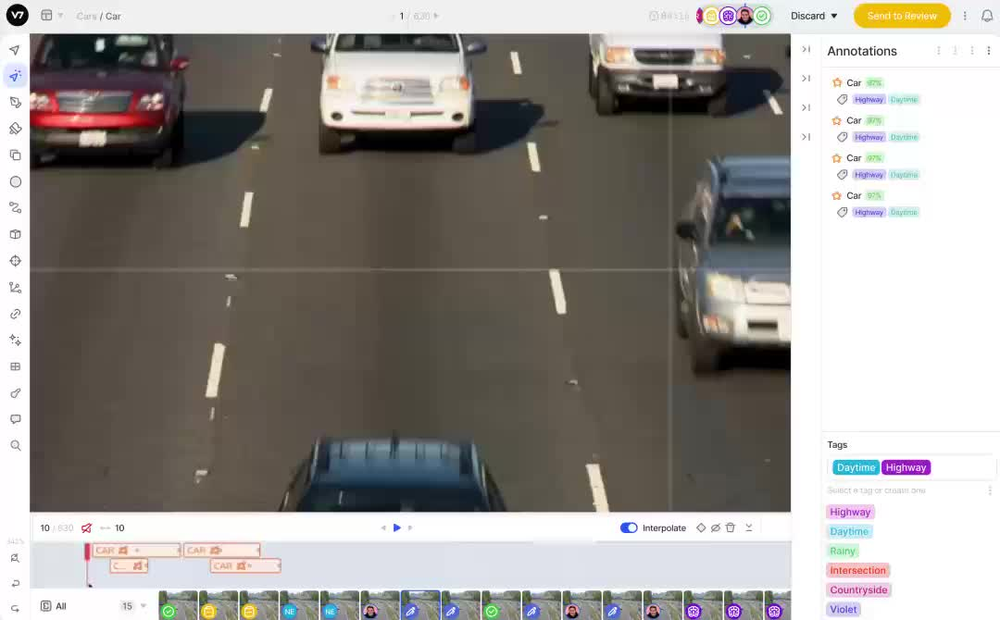 V7
Cars / Car
1 / 630
Discard
Send to Review
Annotations
Car 97%
Highway Daytime
Car 97%
Highway Daytime
Car 97%
Highway Daytime
Car 97%
Highway Daytime
Tags
Daytime Highway
Select a tag or create one
Highway
Daytime
Rainy
Intersection
Countryside
Violet
10 / 630
10
Interpolate
CAR
CAR
C...
CAR
All
15
NE
NE